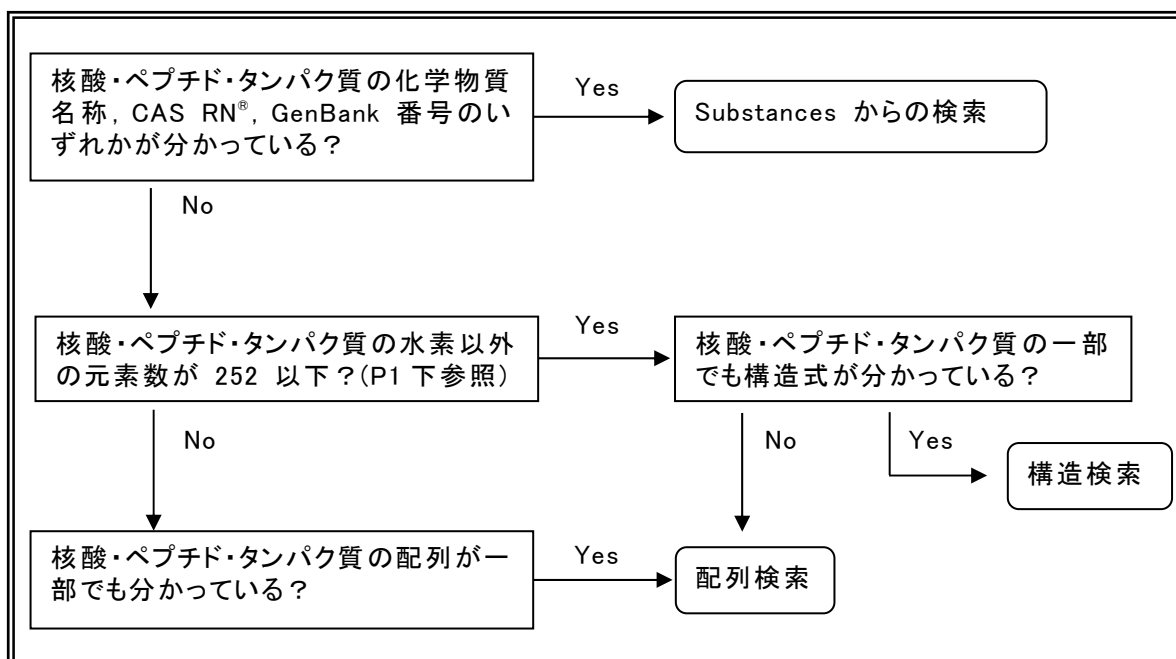 核酸・ペプチド・タンパク質の化学物質
名称, CAS RN®, GenBank 番号のい
ずれかが分かっている?
Yes
Substances からの検索
No
核酸・ペプチド・タンパク質の水素以外
の元素数が 252 以下?(P1 下参照)
Yes
核酸・ペプチド・タンパク質の一部
でも構造式が分かっている?
No
No
Yes
構造検索
核酸・ペプチド・タンパク質の配列が一
部でも分かっている?
Yes
配列検索